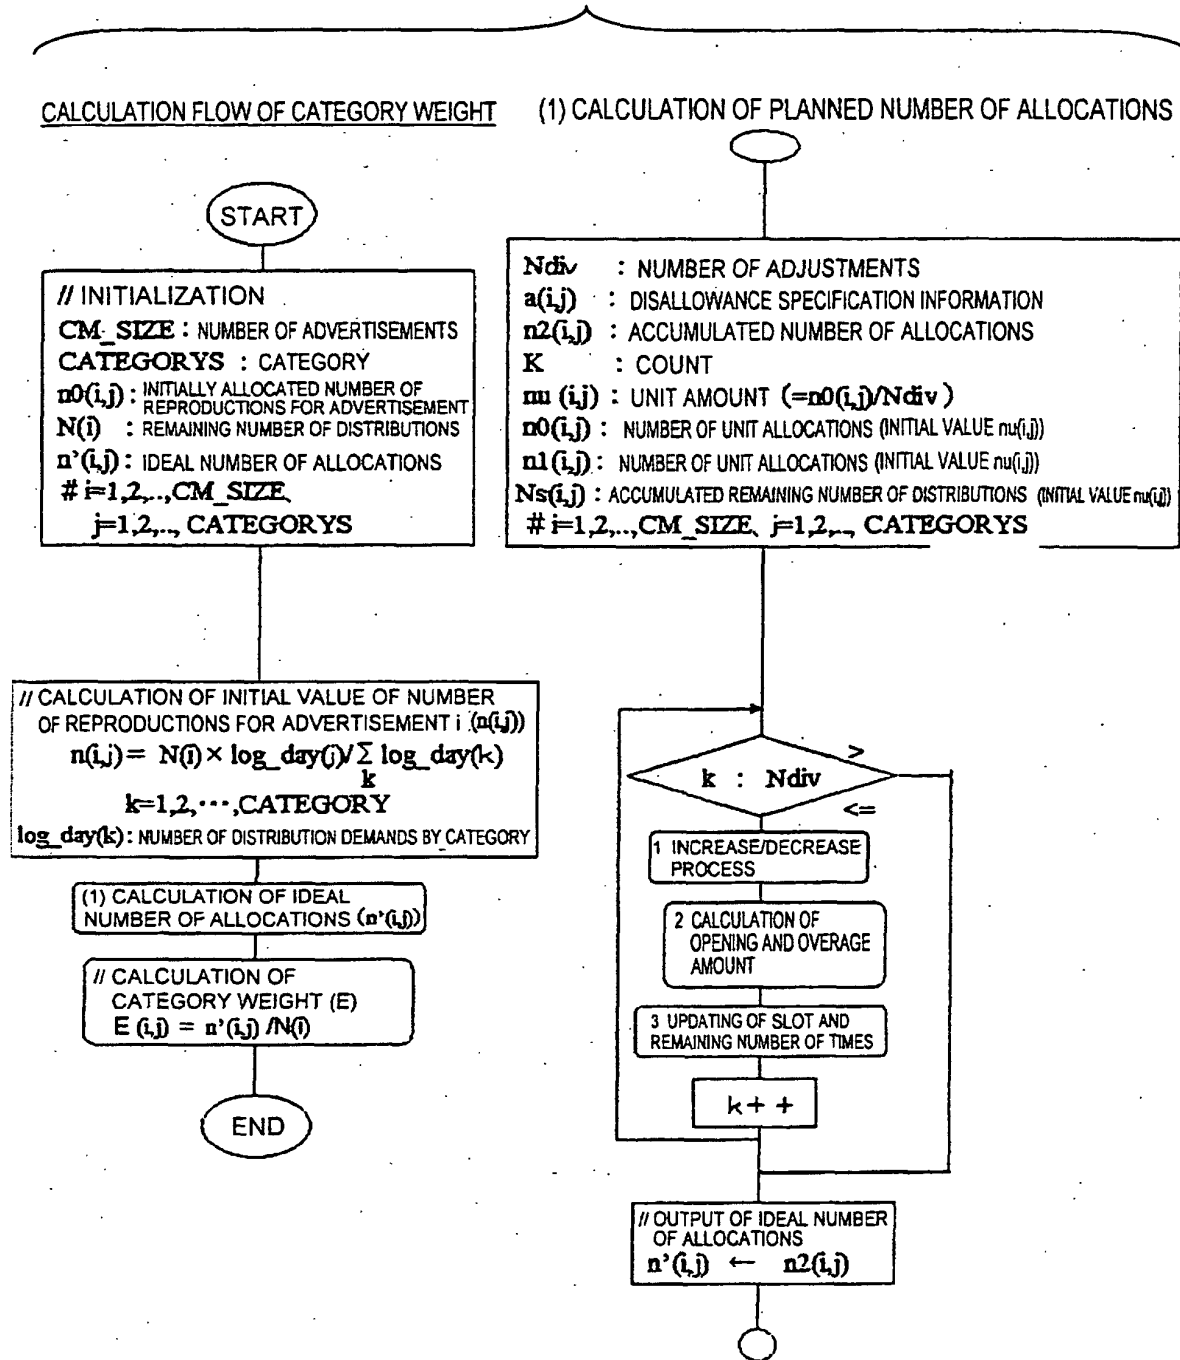 CALCULATION FLOW OF CATEGORY WEIGHT
START
// INITIALIZATION
CM_SIZE : NUMBER OF ADVERTISEMENTS
CATEGORYS : CATEGORY
n0(i,j) : INITIALLY ALLOCATED NUMBER OF
REPRODUCTIONS FOR ADVERTISEMENT
N(i) : REMAINING NUMBER OF DISTRIBUTIONS
n'(i,j) : IDEAL NUMBER OF ALLOCATIONS
# i=1,2,..,CM_SIZE、
j=1,2,.., CATEGORYS
// CALCULATION OF INITIAL VALUE OF NUMBER
OF REPRODUCTIONS FOR ADVERTISEMENT i (n(i,j))
n(i,j) = N(i) × log_day(j)/ Σ log_day(k)
k
k=1,2,⋯,CATEGORY
log_day(k) : NUMBER OF DISTRIBUTION DEMANDS BY CATEGORY
(1) CALCULATION OF IDEAL
NUMBER OF ALLOCATIONS (n'(i,j))
// CALCULATION OF
CATEGORY WEIGHT (E)
E (i,j) = n'(i,j) /N(i)
END
(1) CALCULATION OF PLANNED NUMBER OF ALLOCATIONS
Ndiv : NUMBER OF ADJUSTMENTS
a(i,j) : DISALLOWANCE SPECIFICATION INFORMATION
n2(i,j) : ACCUMULATED NUMBER OF ALLOCATIONS
K : COUNT
nu (i,j) : UNIT AMOUNT (=n0(i,j)/Ndiv)
n0(i,j) : NUMBER OF UNIT ALLOCATIONS (INITIAL VALUE nu(i,j))
n1(i,j) : NUMBER OF UNIT ALLOCATIONS (INITIAL VALUE nu(i,j))
Ns(i,j) : ACCUMULATED REMAINING NUMBER OF DISTRIBUTIONS (INITIAL VALUE nu(i,j))
# i=1,2,..,CM_SIZE、 j=1,2,.., CATEGORYS
k : Ndiv
>
<=
1 INCREASE/DECREASE
PROCESS
2 CALCULATION OF
OPENING AND OVERAGE
AMOUNT
3 UPDATING OF SLOT AND
REMAINING NUMBER OF TIMES
k + +
// OUTPUT OF IDEAL NUMBER
OF ALLOCATIONS
n'(i,j) ← n2(i,j)